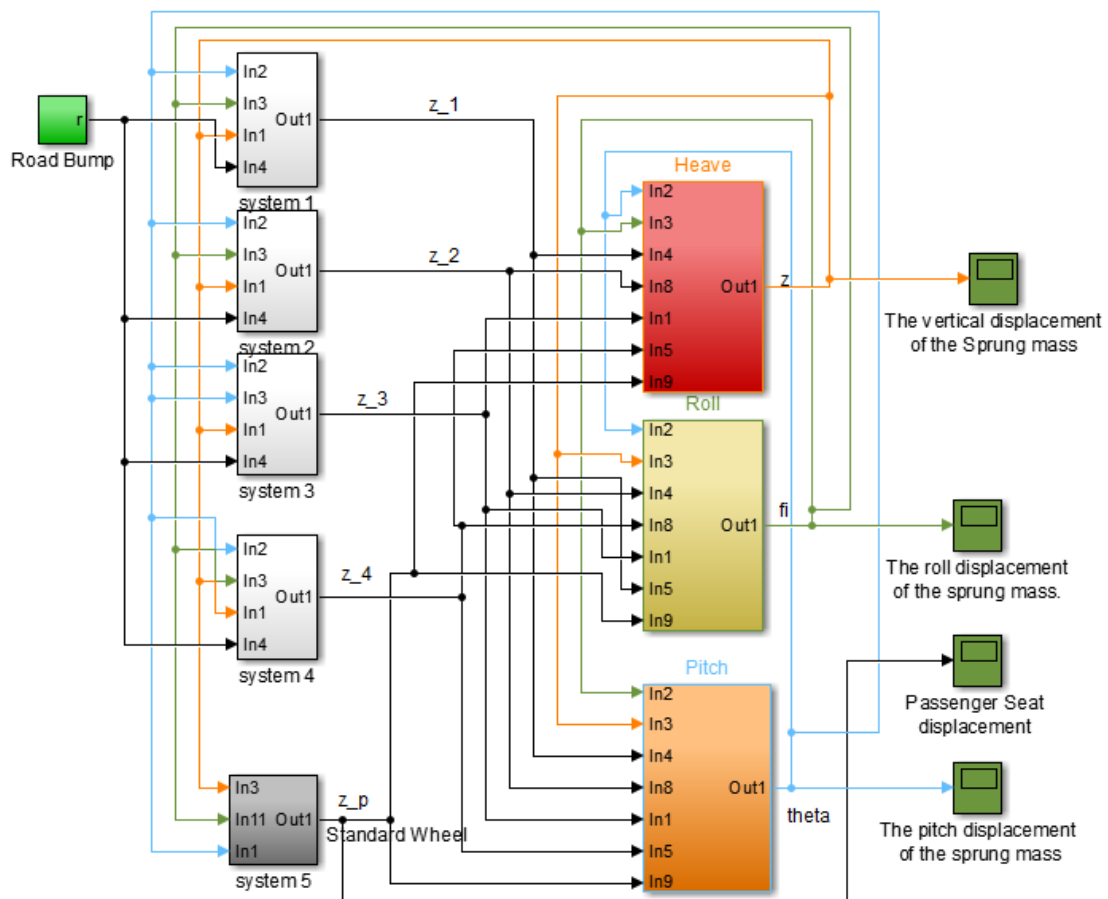 In2
In3
In1
In4
Out1
system 1
r
Road Bump
z_1
In2
In3
In1
In4
Out1
system 2
z_2
In2
In3
In1
In4
Out1
system 3
z_3
In2
In3
In1
In4
Out1
system 4
z_4
In3
In11
In1
Out1
system 5
z_p
Standard Wheel
Heave
In2
In3
In4
In8
In1
In5
In9
Out1
z
The vertical displacement
of the Sprung mass
Roll
In2
In3
In4
In8
In1
In5
In9
Out1
fi
The roll displacement
of the sprung mass.
Passenger Seat
displacement
Pitch
In2
In3
In4
In8
In1
In5
In9
Out1
theta
The pitch displacement
of the sprung mass